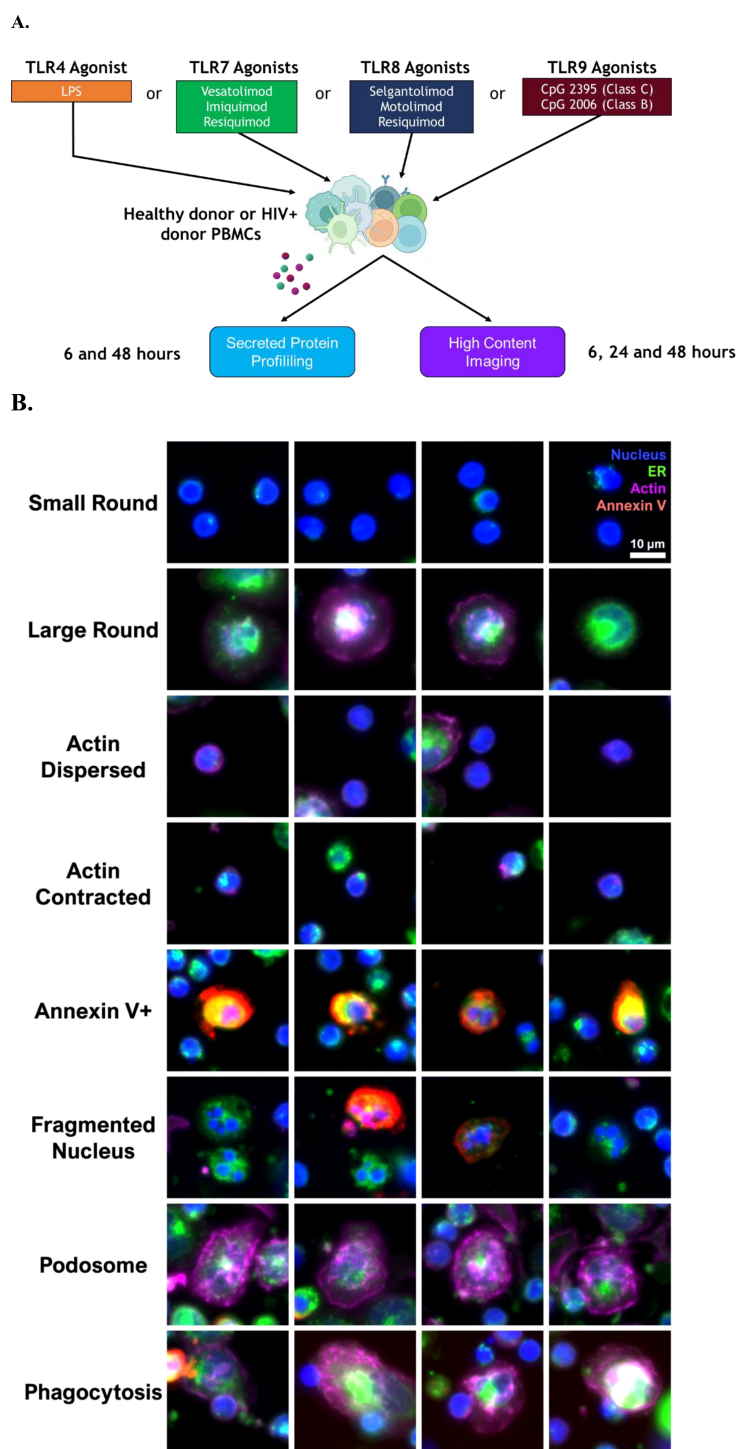 A.
TLR4 Agonist
TLR7 Agonists
TLR8 Agonists
TLR9 Agonists
LPS
or
Vesatolimod
Imiquimod
Resiquimod
or
Selgantolimod
Motolimod
Resiquimod
or
CpG 2395 (Class C)
CpG 2006 (Class B)
Healthy donor or HIV+
donor PBMCs
6 and 48 hours
Secreted Protein
Profililing
High Content
Imaging
6, 24 and 48 hours
B.
Small Round
Nucleus
ER
Actin
Annexin V
10 µm
Large Round
Actin
Dispersed
Actin
Contracted
Annexin V+
Fragmented
Nucleus
Podosome
Phagocytosis